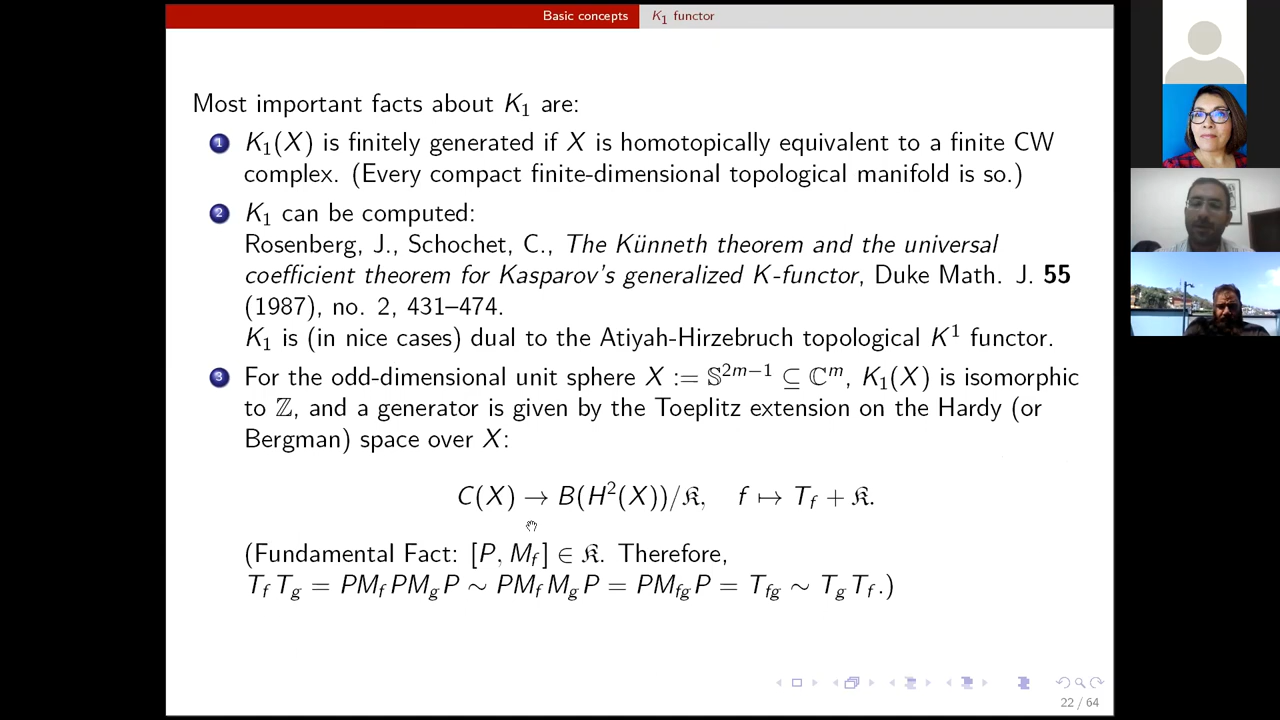 Basic concepts K₁ functor
Most important facts about K₁ are:
1 K₁(X) is finitely generated if X is homotopically equivalent to a finite CW
complex. (Every compact finite-dimensional topological manifold is so.)
2 K₁ can be computed:
Rosenberg, J., Schochet, C., The Künneth theorem and the universal
coefficient theorem for Kasparov's generalized K-functor, Duke Math. J. 55
(1987), no. 2, 431–474.
K₁ is (in nice cases) dual to the Atiyah-Hirzebruch topological K¹ functor.
3 For the odd-dimensional unit sphere X := 𝕊²ᵐ⁻¹ ⊆ ℂᵐ, K₁(X) is isomorphic
to ℤ, and a generator is given by the Toeplitz extension on the Hardy (or
Bergman) space over X:
C(X) → B(H²(X))/𝔎, f ↦ T_f + 𝔎.
(Fundamental Fact: [P, M_f] ∈ 𝔎. Therefore,
T_f T_g = PM_f PM_g P ∼ PM_f M_g P = PM_{fg} P = T_{fg} ∼ T_g T_f.)
22 / 64